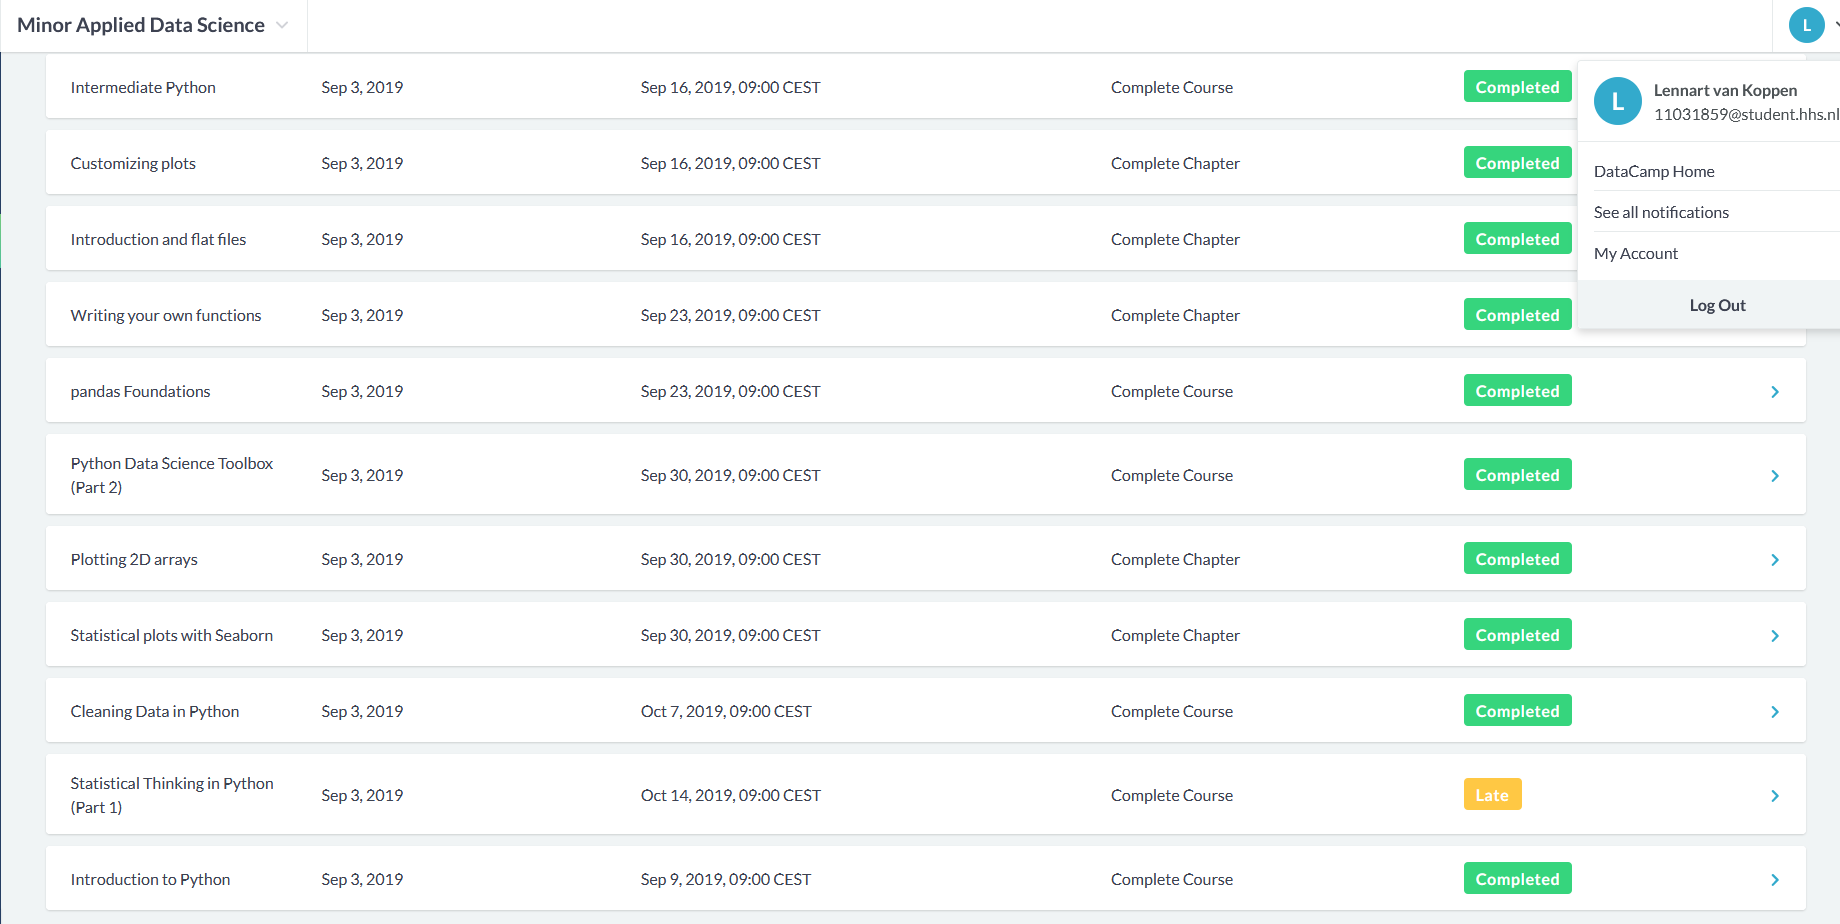 Minor Applied Data Science
L
Intermediate Python Sep 3, 2019 Sep 16, 2019, 09:00 CEST Complete Course Completed
Customizing plots Sep 3, 2019 Sep 16, 2019, 09:00 CEST Complete Chapter Completed
Introduction and flat files Sep 3, 2019 Sep 16, 2019, 09:00 CEST Complete Chapter Completed
Writing your own functions Sep 3, 2019 Sep 23, 2019, 09:00 CEST Complete Chapter Completed
L
Lennart van Koppen
11031859@student.hhs.nl
DataCamp Home
See all notifications
My Account
Log Out
pandas Foundations Sep 3, 2019 Sep 23, 2019, 09:00 CEST Complete Course Completed
Python Data Science Toolbox
(Part 2) Sep 3, 2019 Sep 30, 2019, 09:00 CEST Complete Course Completed
Plotting 2D arrays Sep 3, 2019 Sep 30, 2019, 09:00 CEST Complete Chapter Completed
Statistical plots with Seaborn Sep 3, 2019 Sep 30, 2019, 09:00 CEST Complete Chapter Completed
Cleaning Data in Python Sep 3, 2019 Oct 7, 2019, 09:00 CEST Complete Course Completed
Statistical Thinking in Python
(Part 1) Sep 3, 2019 Oct 14, 2019, 09:00 CEST Complete Course Late
Introduction to Python Sep 3, 2019 Sep 9, 2019, 09:00 CEST Complete Course Completed